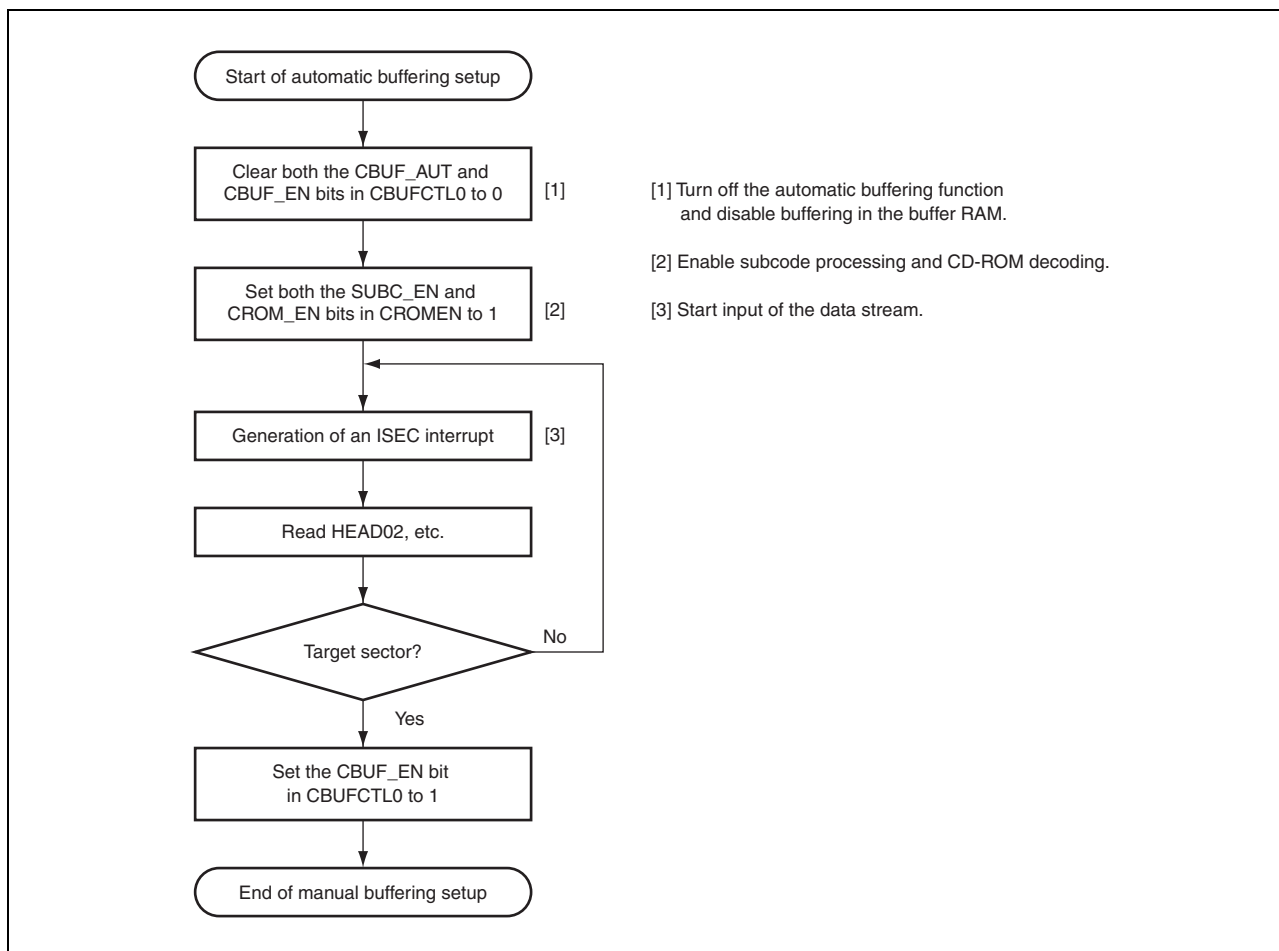 Start of automatic buffering setup
Clear both the CBUF_AUT and
CBUF_EN bits in CBUFCTL0 to 0
[1]
Set both the SUBC_EN and
CROM_EN bits in CROMEN to 1
[2]
Generation of an ISEC interrupt
[3]
Read HEAD02, etc.
Target sector?
No
Yes
Set the CBUF_EN bit
in CBUFCTL0 to 1
End of manual buffering setup
[1] Turn off the automatic buffering function
and disable buffering in the buffer RAM.
[2] Enable subcode processing and CD-ROM decoding.
[3] Start input of the data stream.